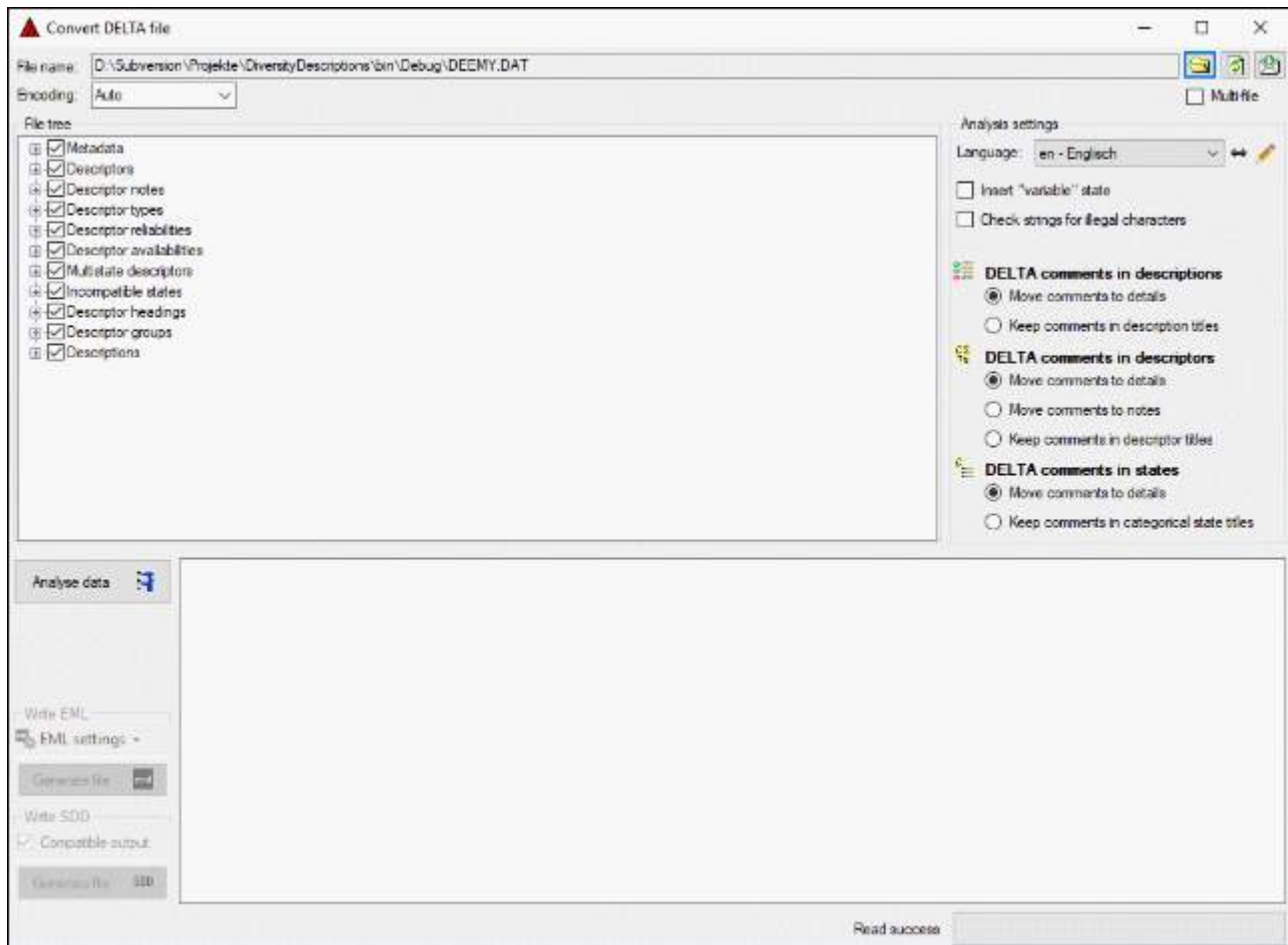 Convert DELTA file
File name: D:\Subversion\Projekte\DiversityDescriptions\bin\Debug\DEEMY.DAT
Encoding: Auto
Multi-file
File tree
Metadata
Descriptors
Descriptor notes
Descriptor types
Descriptor reliabilities
Descriptor availabilities
Multistate descriptors
Incompatible states
Descriptor headings
Descriptor groups
Descriptions
Analysis settings
Language: en - Englisch
Insert "variable" state
Check strings for illegal characters
DELTA comments in descriptions
Move comments to details
Keep comments in description titles
DELTA comments in descriptors
Move comments to details
Move comments to notes
Keep comments in descriptor titles
DELTA comments in states
Move comments to details
Keep comments in categorical state titles
Analyse data
Write EML
EML settings
Generate file
Write SDD
Compatible output
Generate file SDD
Read success